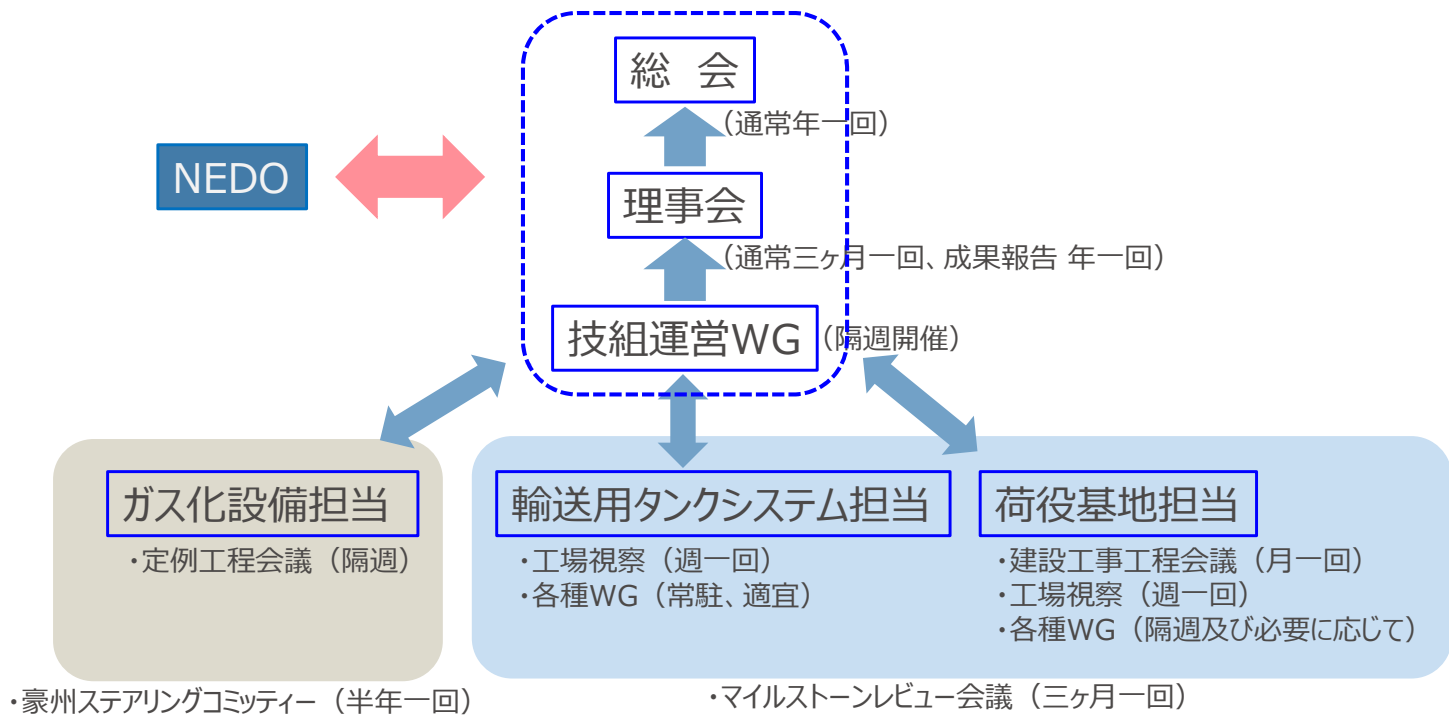 総 会
(通常年一回)
NEDO
理事会
(通常三ヶ月一回、成果報告 年一回)
技組運営WG (隔週開催)
ガス化設備担当
・定例工程会議(隔週)
輸送用タンクシステム担当
・工場視察(週一回)
・各種WG(常駐、適宜)
荷役基地担当
・建設工事工程会議(月一回)
・工場視察(週一回)
・各種WG(隔週及び必要に応じて)
・豪州ステアリングコミッティー(半年一回)
・マイルストーンレビュー会議(三ヶ月一回)